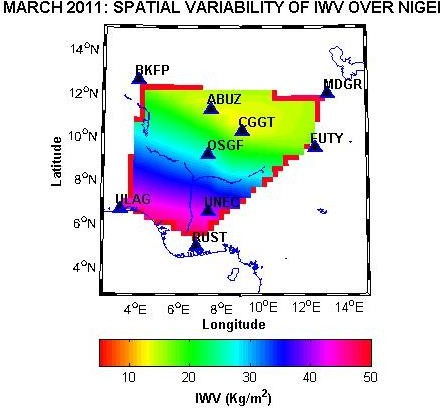 MARCH 2011: SPATIAL VARIABILITY OF IWV OVER NIGEI
14°N
12°N
10°N
8°N
6°N
4°N
Latitude
BKFP
MDGR
ABUZ
CGGT
OSGF
FUTY
ULAG
UNEC
RUST
4°E 6°E 8°E 10°E 12°E 14°E
Longitude
10 20 30 40 50
IWV (Kg/m²)